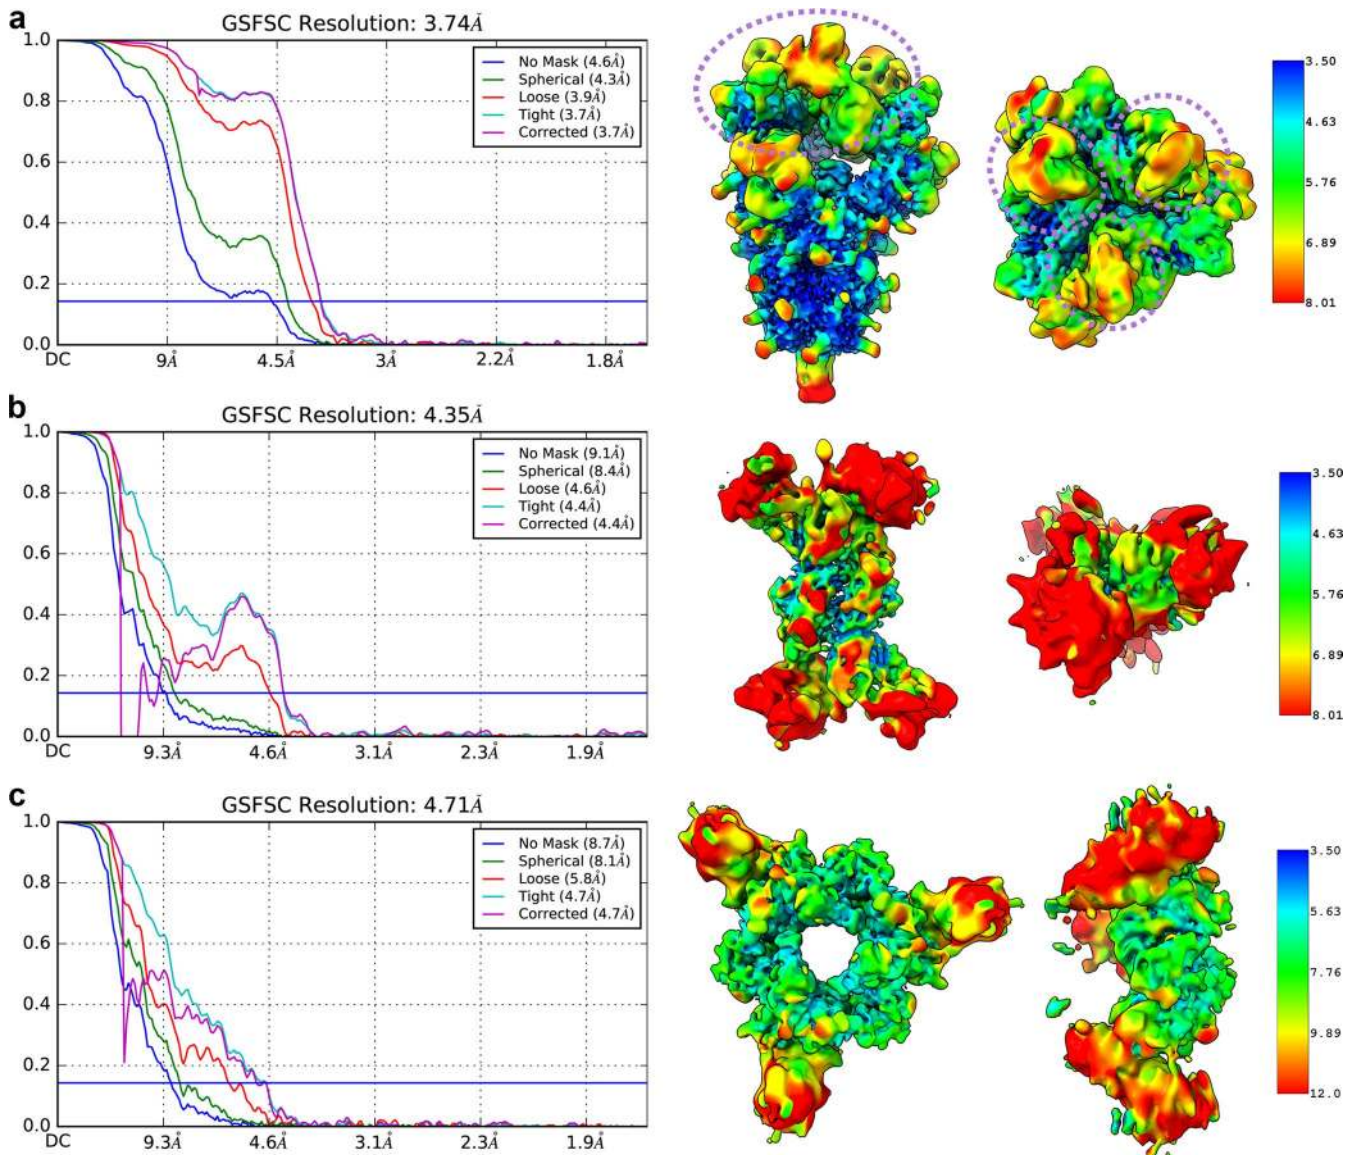 a
GSFSC Resolution: 3.74Å
1.0
0.8
0.6
0.4
0.2
0.0
DC 9Å 4.5Å 3Å 2.2Å 1.8Å
No Mask (4.6Å)
Spherical (4.3Å)
Loose (3.9Å)
Tight (3.7Å)
Corrected (3.7Å)
3.50
4.63
5.76
6.89
8.01
b
GSFSC Resolution: 4.35Å
1.0
0.8
0.6
0.4
0.2
0.0
DC 9.3Å 4.6Å 3.1Å 2.3Å 1.9Å
No Mask (9.1Å)
Spherical (8.4Å)
Loose (4.6Å)
Tight (4.4Å)
Corrected (4.4Å)
3.50
4.63
5.76
6.89
8.01
c
GSFSC Resolution: 4.71Å
1.0
0.8
0.6
0.4
0.2
0.0
DC 9.3Å 4.6Å 3.1Å 2.3Å 1.9Å
No Mask (8.7Å)
Spherical (8.1Å)
Loose (5.8Å)
Tight (4.7Å)
Corrected (4.7Å)
3.50
5.63
7.76
9.89
12.0